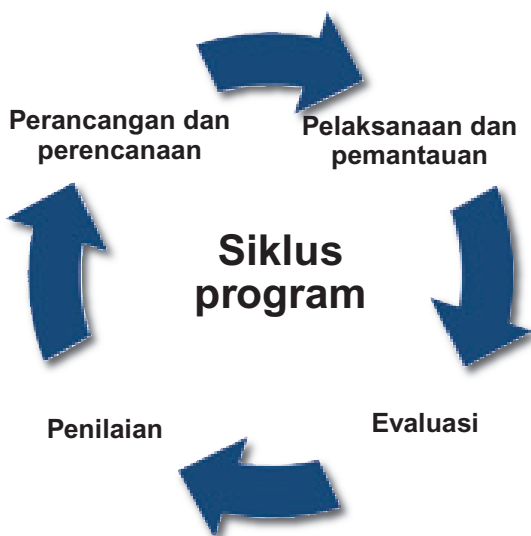 Perancangan dan
perencanaan
Pelaksanaan dan
pemantauan
Siklus
program
Penilaian
Evaluasi